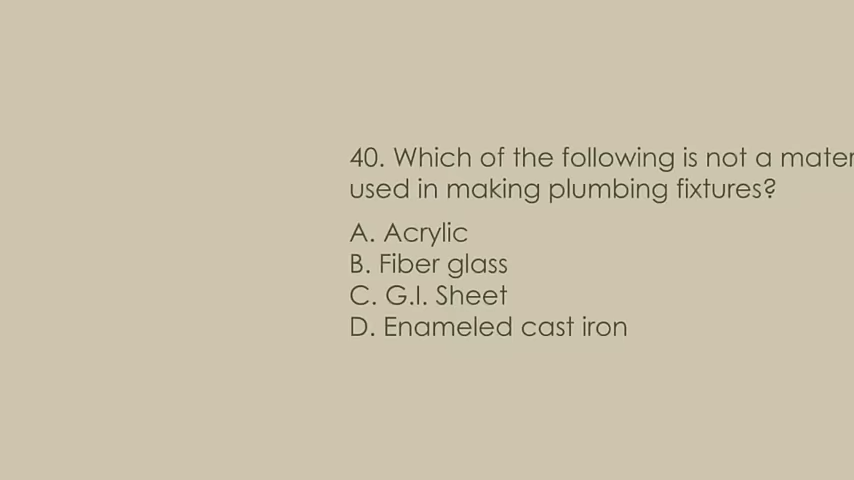 40. Which of the following is not a mater
used in making plumbing fixtures?
A. Acrylic
B. Fiber glass
C. G.I. Sheet
D. Enameled cast iron